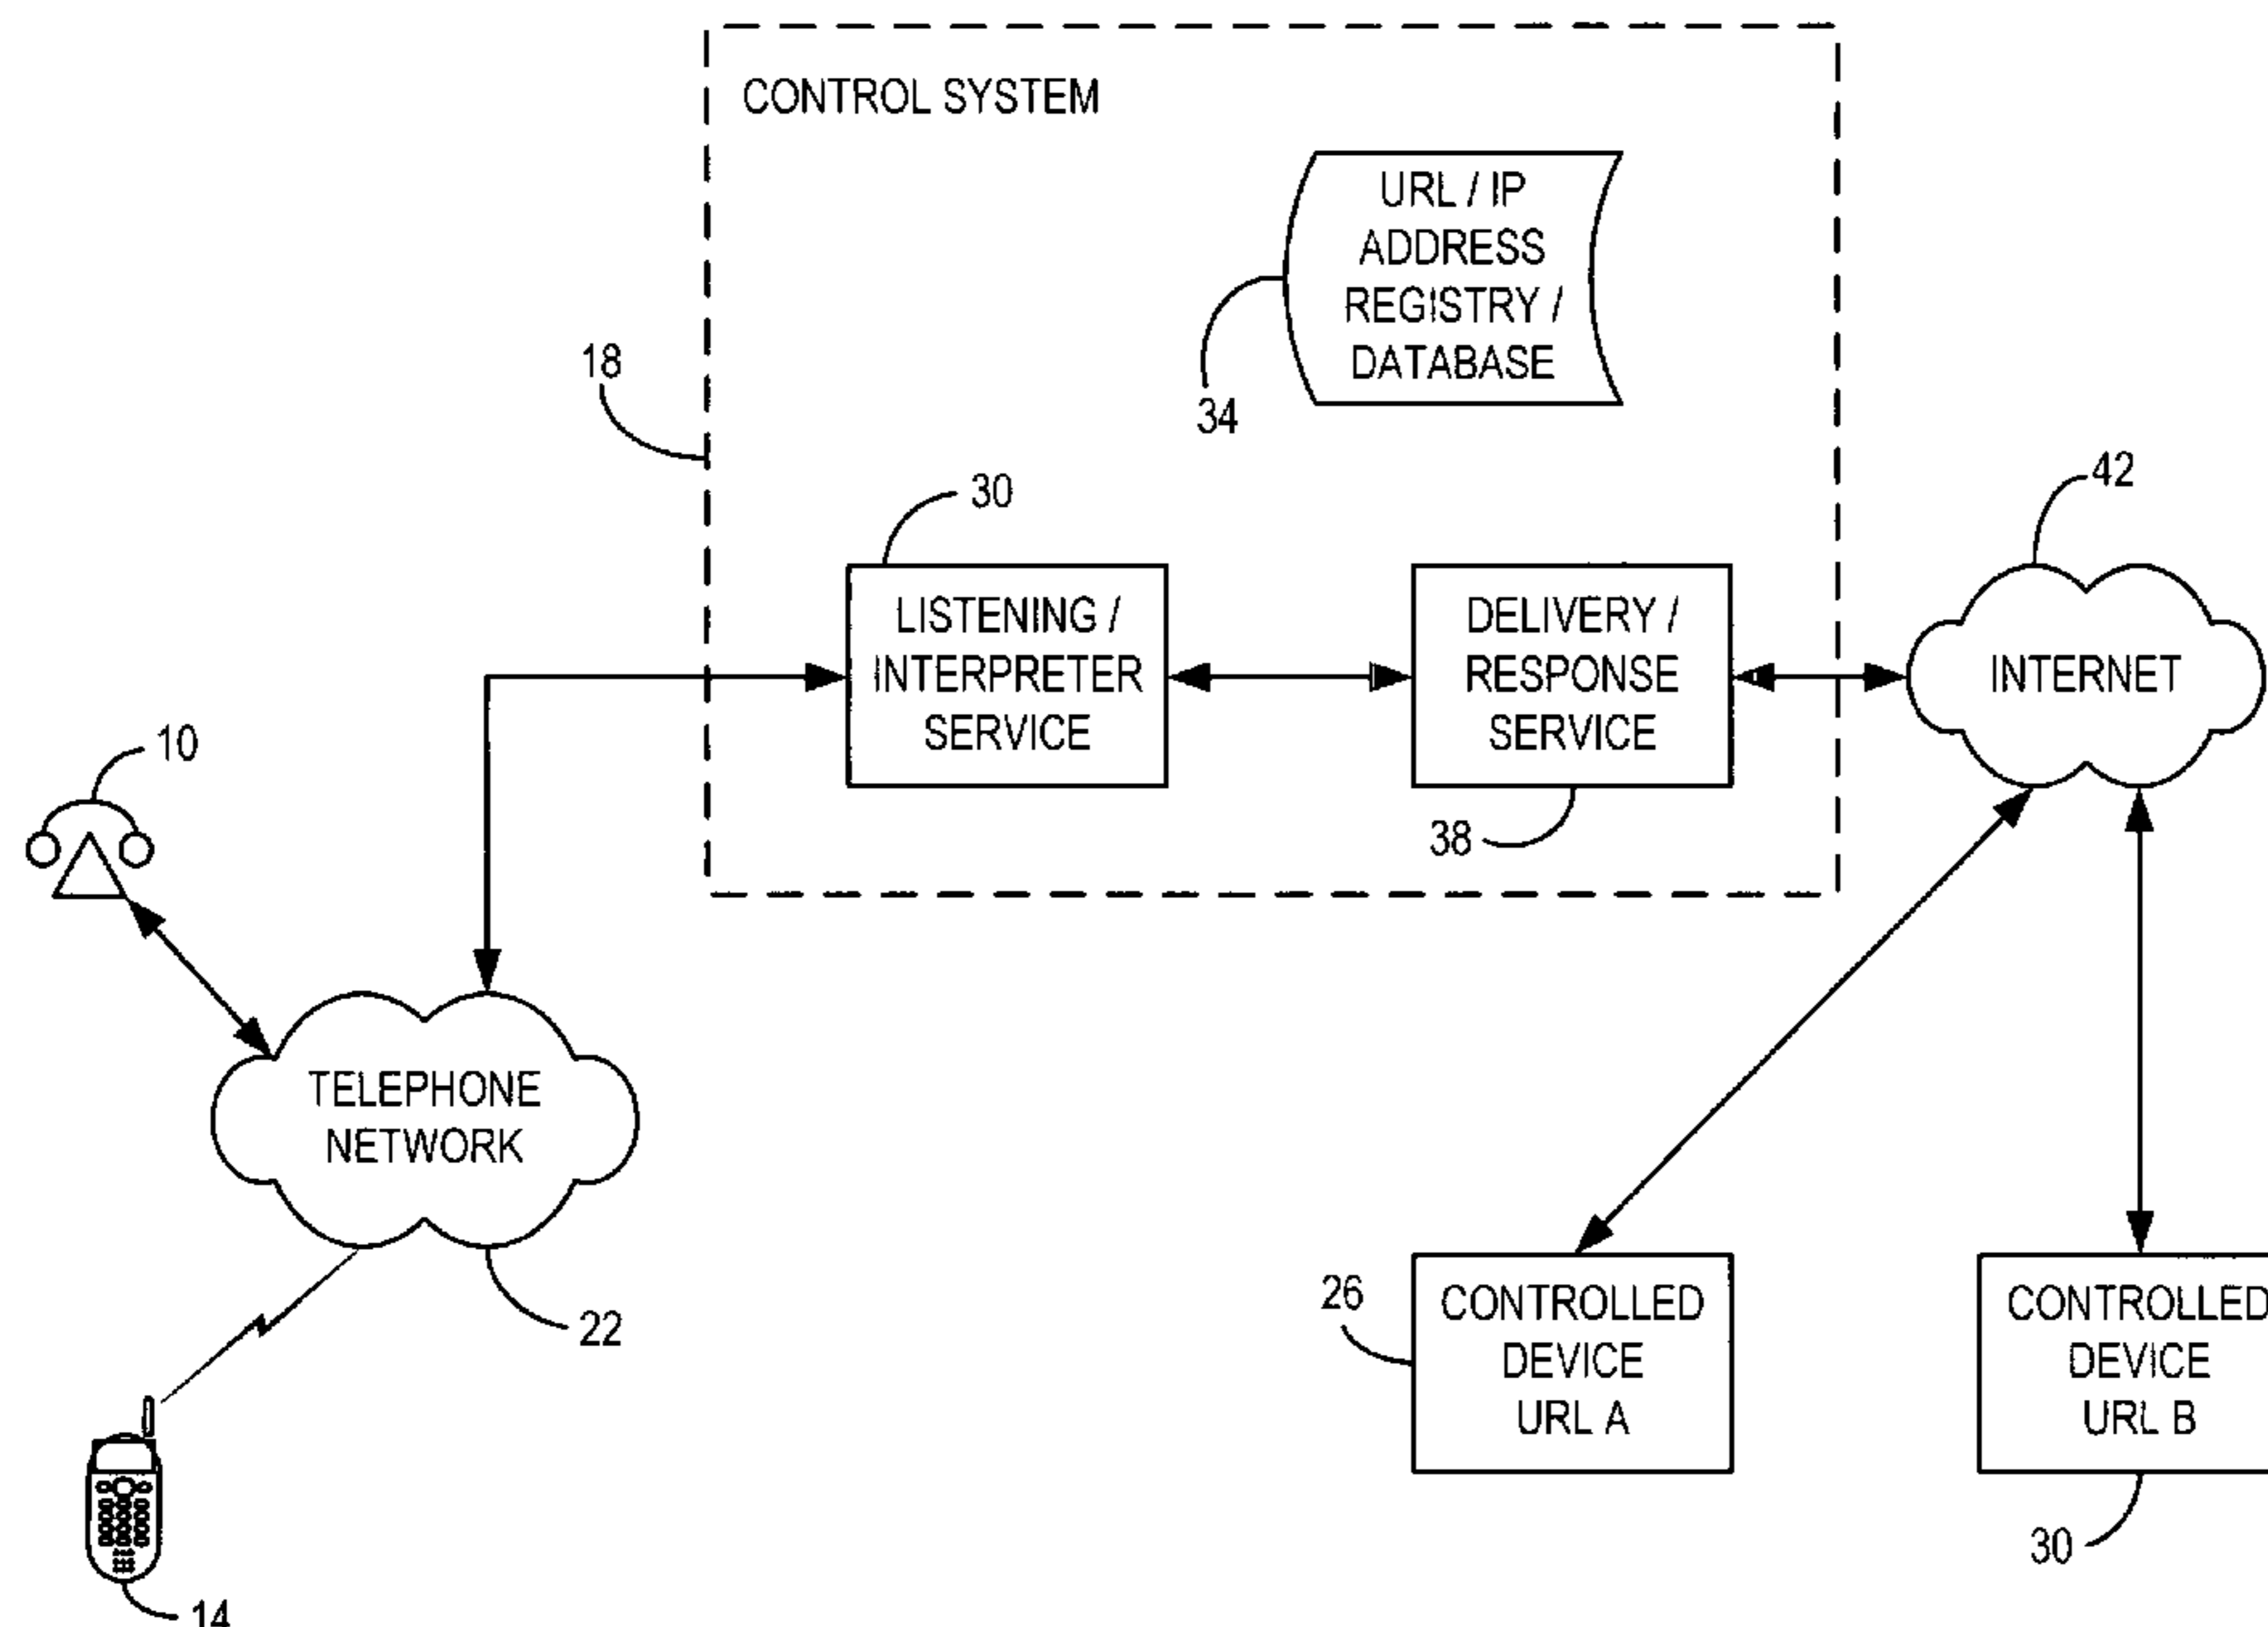 CONTROL SYSTEM
URL / IP
ADDRESS
REGISTRY /
DATABASE
18
34
30
42
LISTENING /
INTERPRETER
SERVICE
DELIVERY /
RESPONSE
SERVICE
INTERNET
10
38
TELEPHONE
NETWORK
22
26
CONTROLLED
DEVICE
URL A
CONTROLLED
DEVICE
URL B
30
14